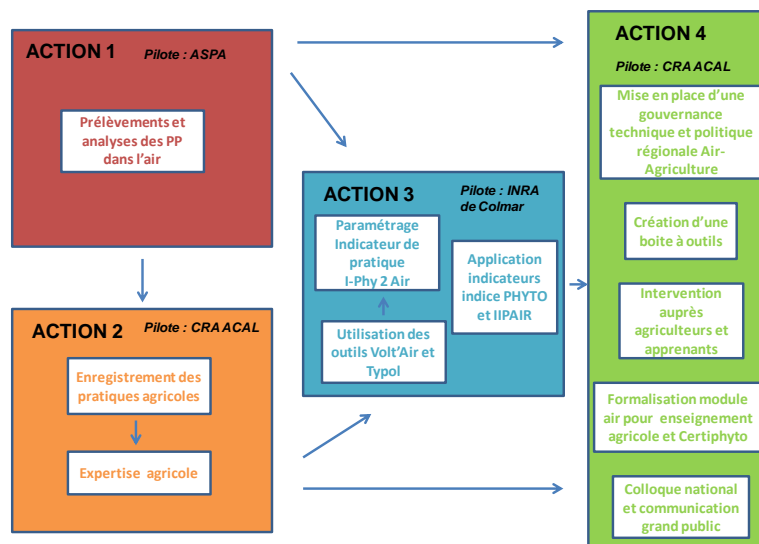 ACTION 1
Pilote : ASPA
Prélèvements et
analyses des PP
dans l'air
ACTION 2
Pilote : CRA ACAL
Enregistrement des
pratiques agricoles
Expertise agricole
ACTION 3
Pilote : INRA
de Colmar
Paramétrage
Indicateur de
pratique
I-Phy 2 Air
Utilisation des
outils Volt'Air et
Typol
Application
indicateurs
indice PHYTO
et IIPAIR
ACTION 4
Pilote : CRA ACAL
Mise en place d'une
gouvernance
technique et politique
régionale Air-
Agriculture
Création d'une
boite à outils
Intervention
auprès
agriculteurs et
apprenants
Formalisation module
air pour enseignement
agricole et Certiphyto
Colloque national
et communication
grand public